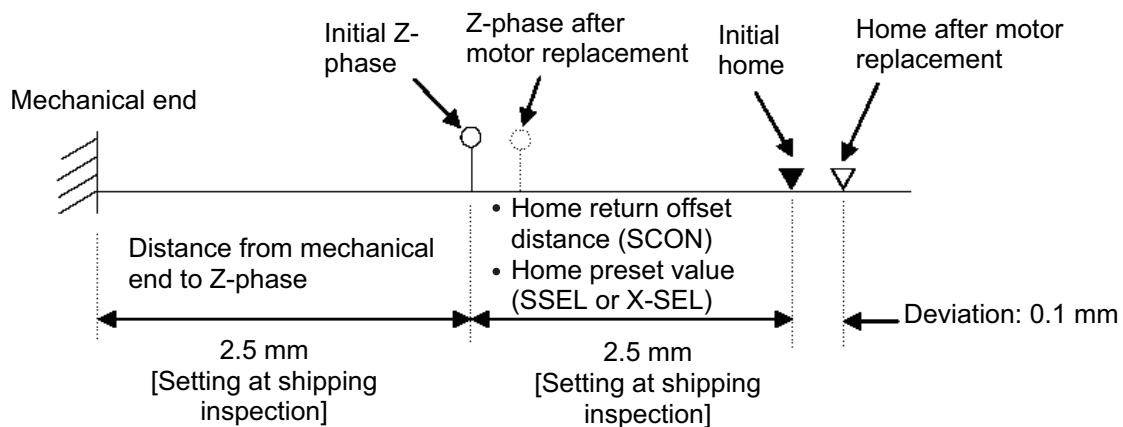 Initial Z-
phase
Z-phase after
motor replacement
Initial
home
Home after motor
replacement
Mechanical end
Distance from mechanical
end to Z-phase
• Home return offset
distance (SCON)
• Home preset value
(SSEL or X-SEL)
Deviation: 0.1 mm
2.5 mm
[Setting at shipping
inspection]
2.5 mm
[Setting at shipping
inspection]